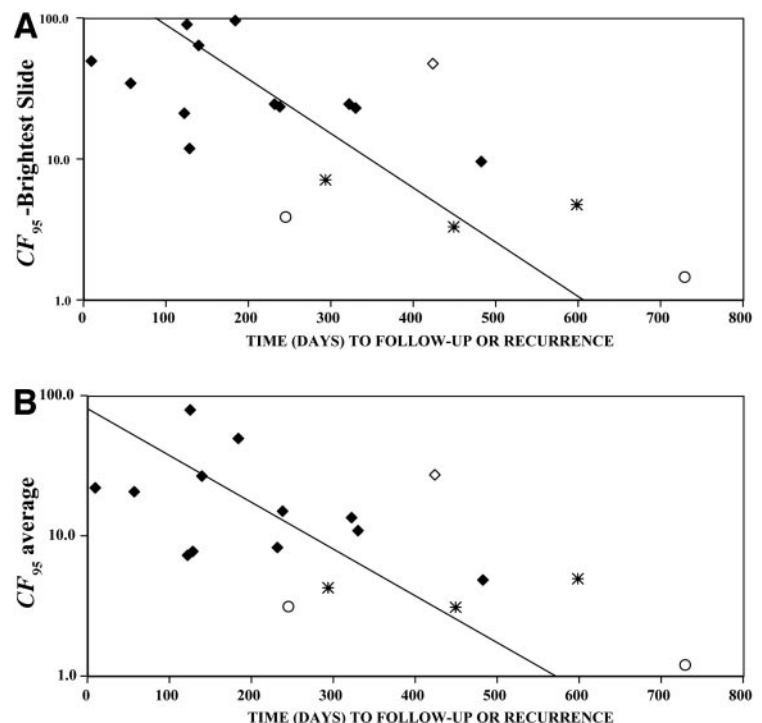 A
100.0
10.0
1.0
CF95 -Brightest Slide
0 100 200 300 400 500 600 700 800
TIME (DAYS) TO FOLLOW-UP OR RECURRENCE
B
100.0
10.0
1.0
CF95 average
0 100 200 300 400 500 600 700 800
TIME (DAYS) TO FOLLOW-UP OR RECURRENCE